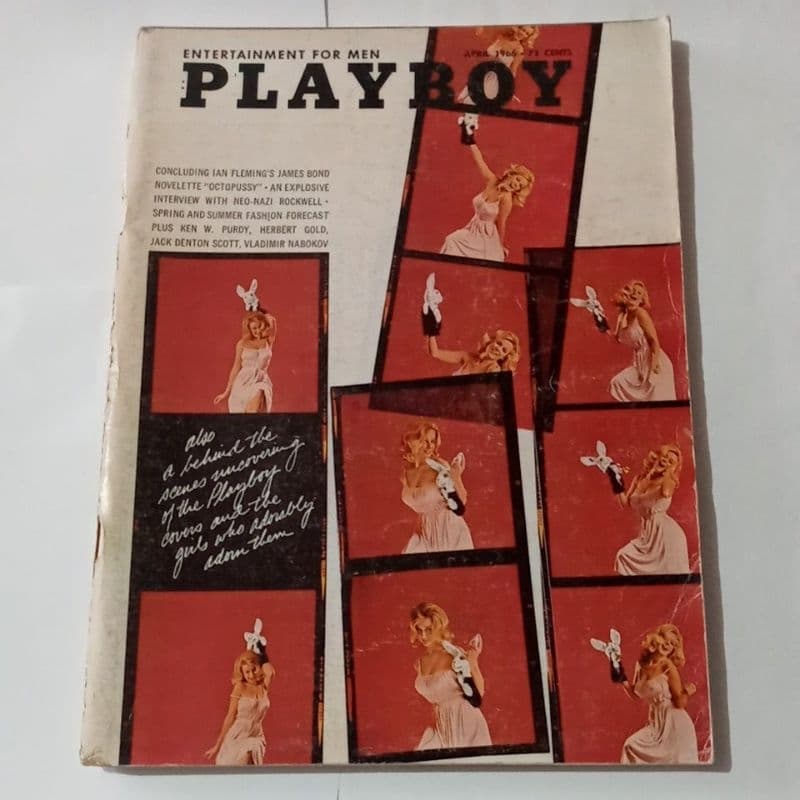 ENTERTAINMENT FOR MEN
APRIL 1966 • 75 CENTS
PLAYBOY
CONCLUDING IAN FLEMING'S JAMES BOND
NOVELETTE "OCTOPUSSY" • AN EXPLOSIVE
INTERVIEW WITH NEO-NAZI ROCKWELL •
SPRING AND SUMMER FASHION FORECAST
PLUS KEN W. PURDY, HERBERT GOLD,
JACK DENTON SCOTT, VLADIMIR NABOKOV
also
a behind the
scenes uncovering
of the Playboy
covers and the
girls who adorably
adorn them